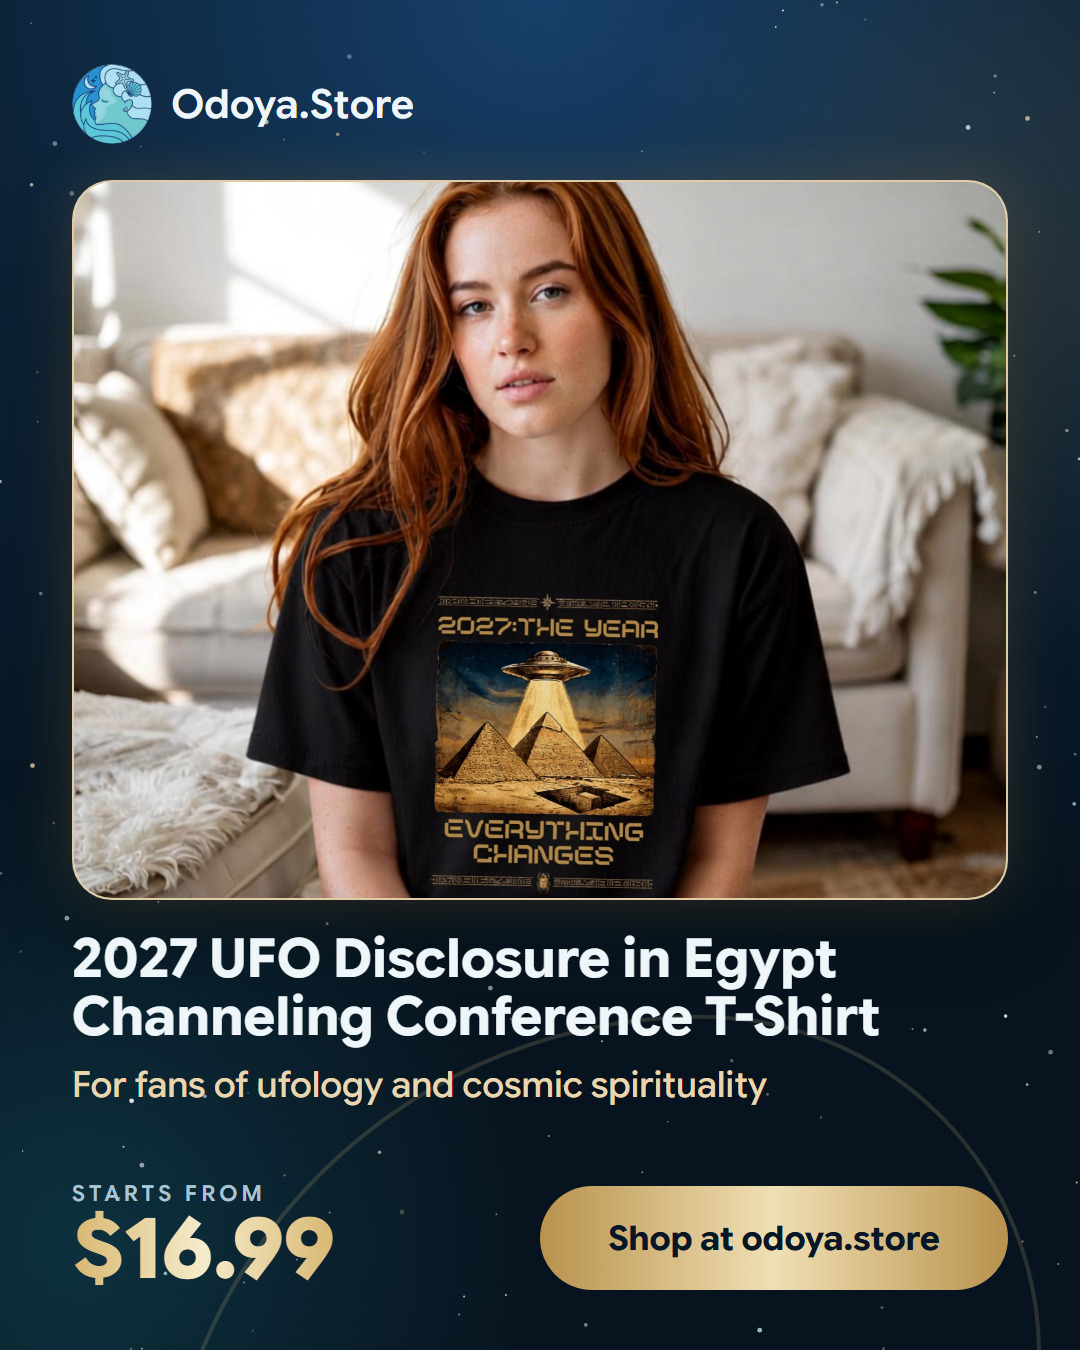 Odoya.Store
2027:THE YEAR
EVERYTHING
CHANGES
2027 UFO Disclosure in Egypt
Channeling Conference T-Shirt
For fans of ufology and cosmic spirituality
STARTS FROM
$16.99
Shop at odoya.store